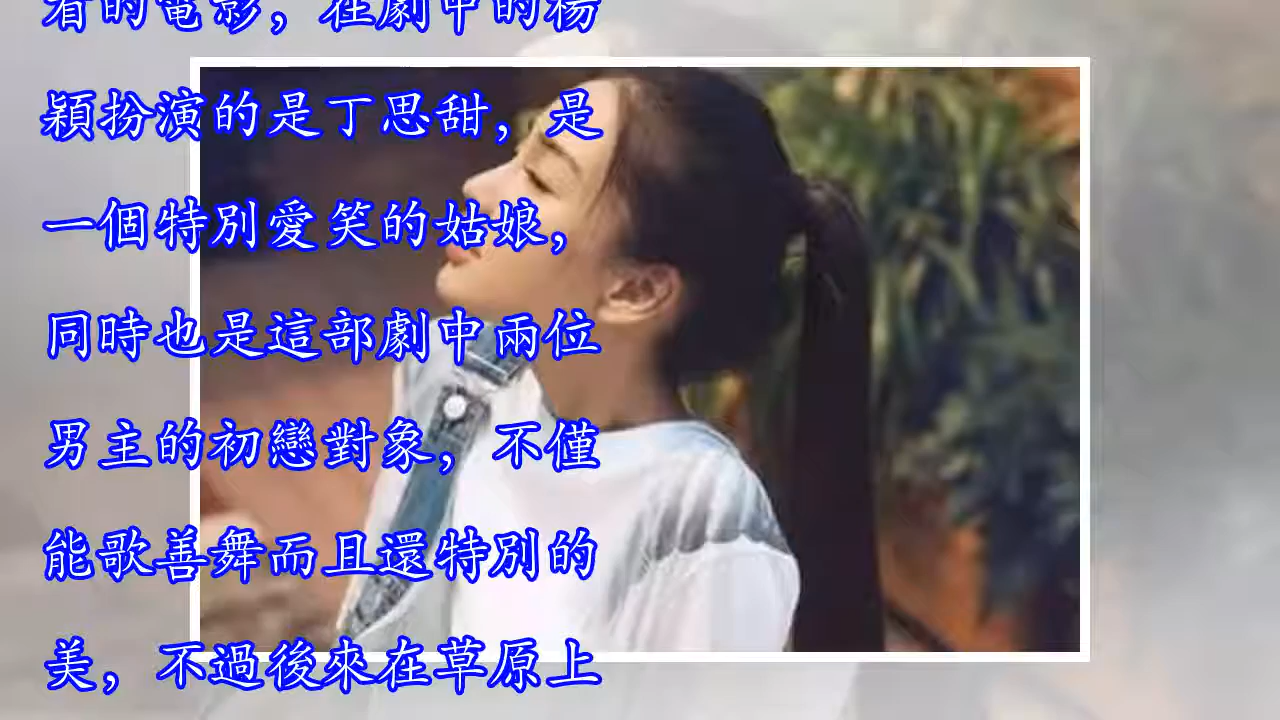 看的電影，在劇中的楊
穎扮演的是丁思甜，是
一個特別愛笑的姑娘，
同時也是這部劇中兩位
男主的初戀對象，不僅
能歌善舞而且還特別的
美，不過後來在草原上